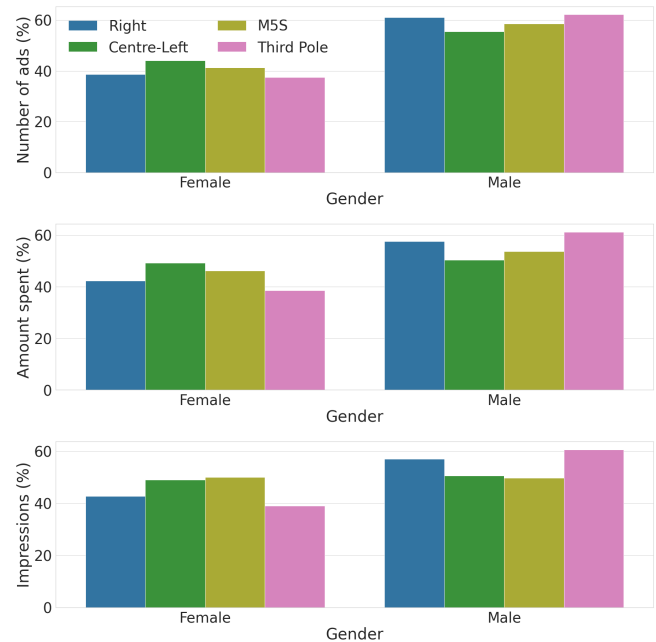 Number of ads (%)
60
40
20
0
Right
Centre-Left
M5S
Third Pole
Female
Male
Gender
Amount spent (%)
60
40
20
0
Female
Male
Gender
Impressions (%)
60
40
20
0
Female
Male
Gender